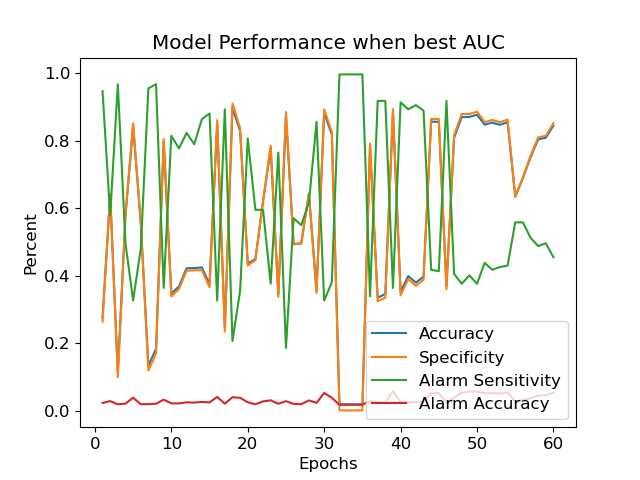 Model Performance when best AUC
1.0
0.8
0.6
0.4
0.2
0.0
Percent
0
10
20
30
40
50
60
Epochs
Accuracy
Specificity
Alarm Sensitivity
Alarm Accuracy